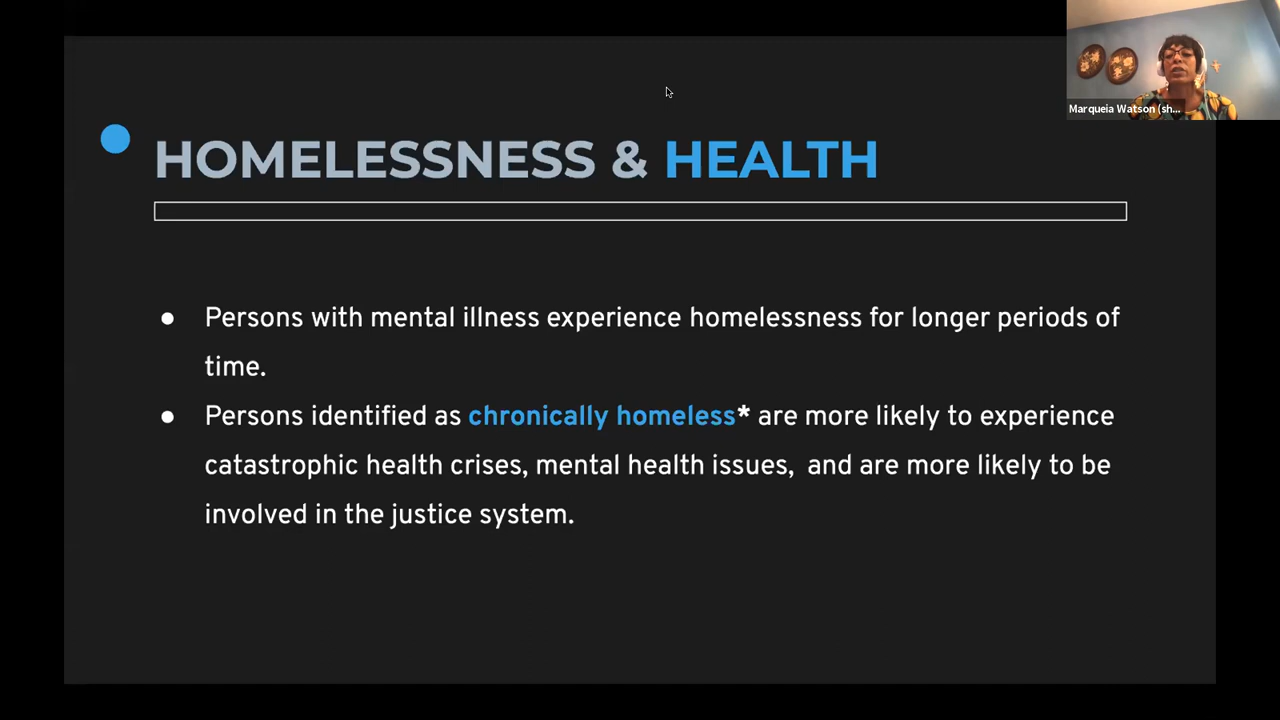 Marqueia Watson (sh...
HOMELESSNESS & HEALTH
● Persons with mental illness experience homelessness for longer periods of
time.
● Persons identified as chronically homeless* are more likely to experience
catastrophic health crises, mental health issues,  and are more likely to be
involved in the justice system.